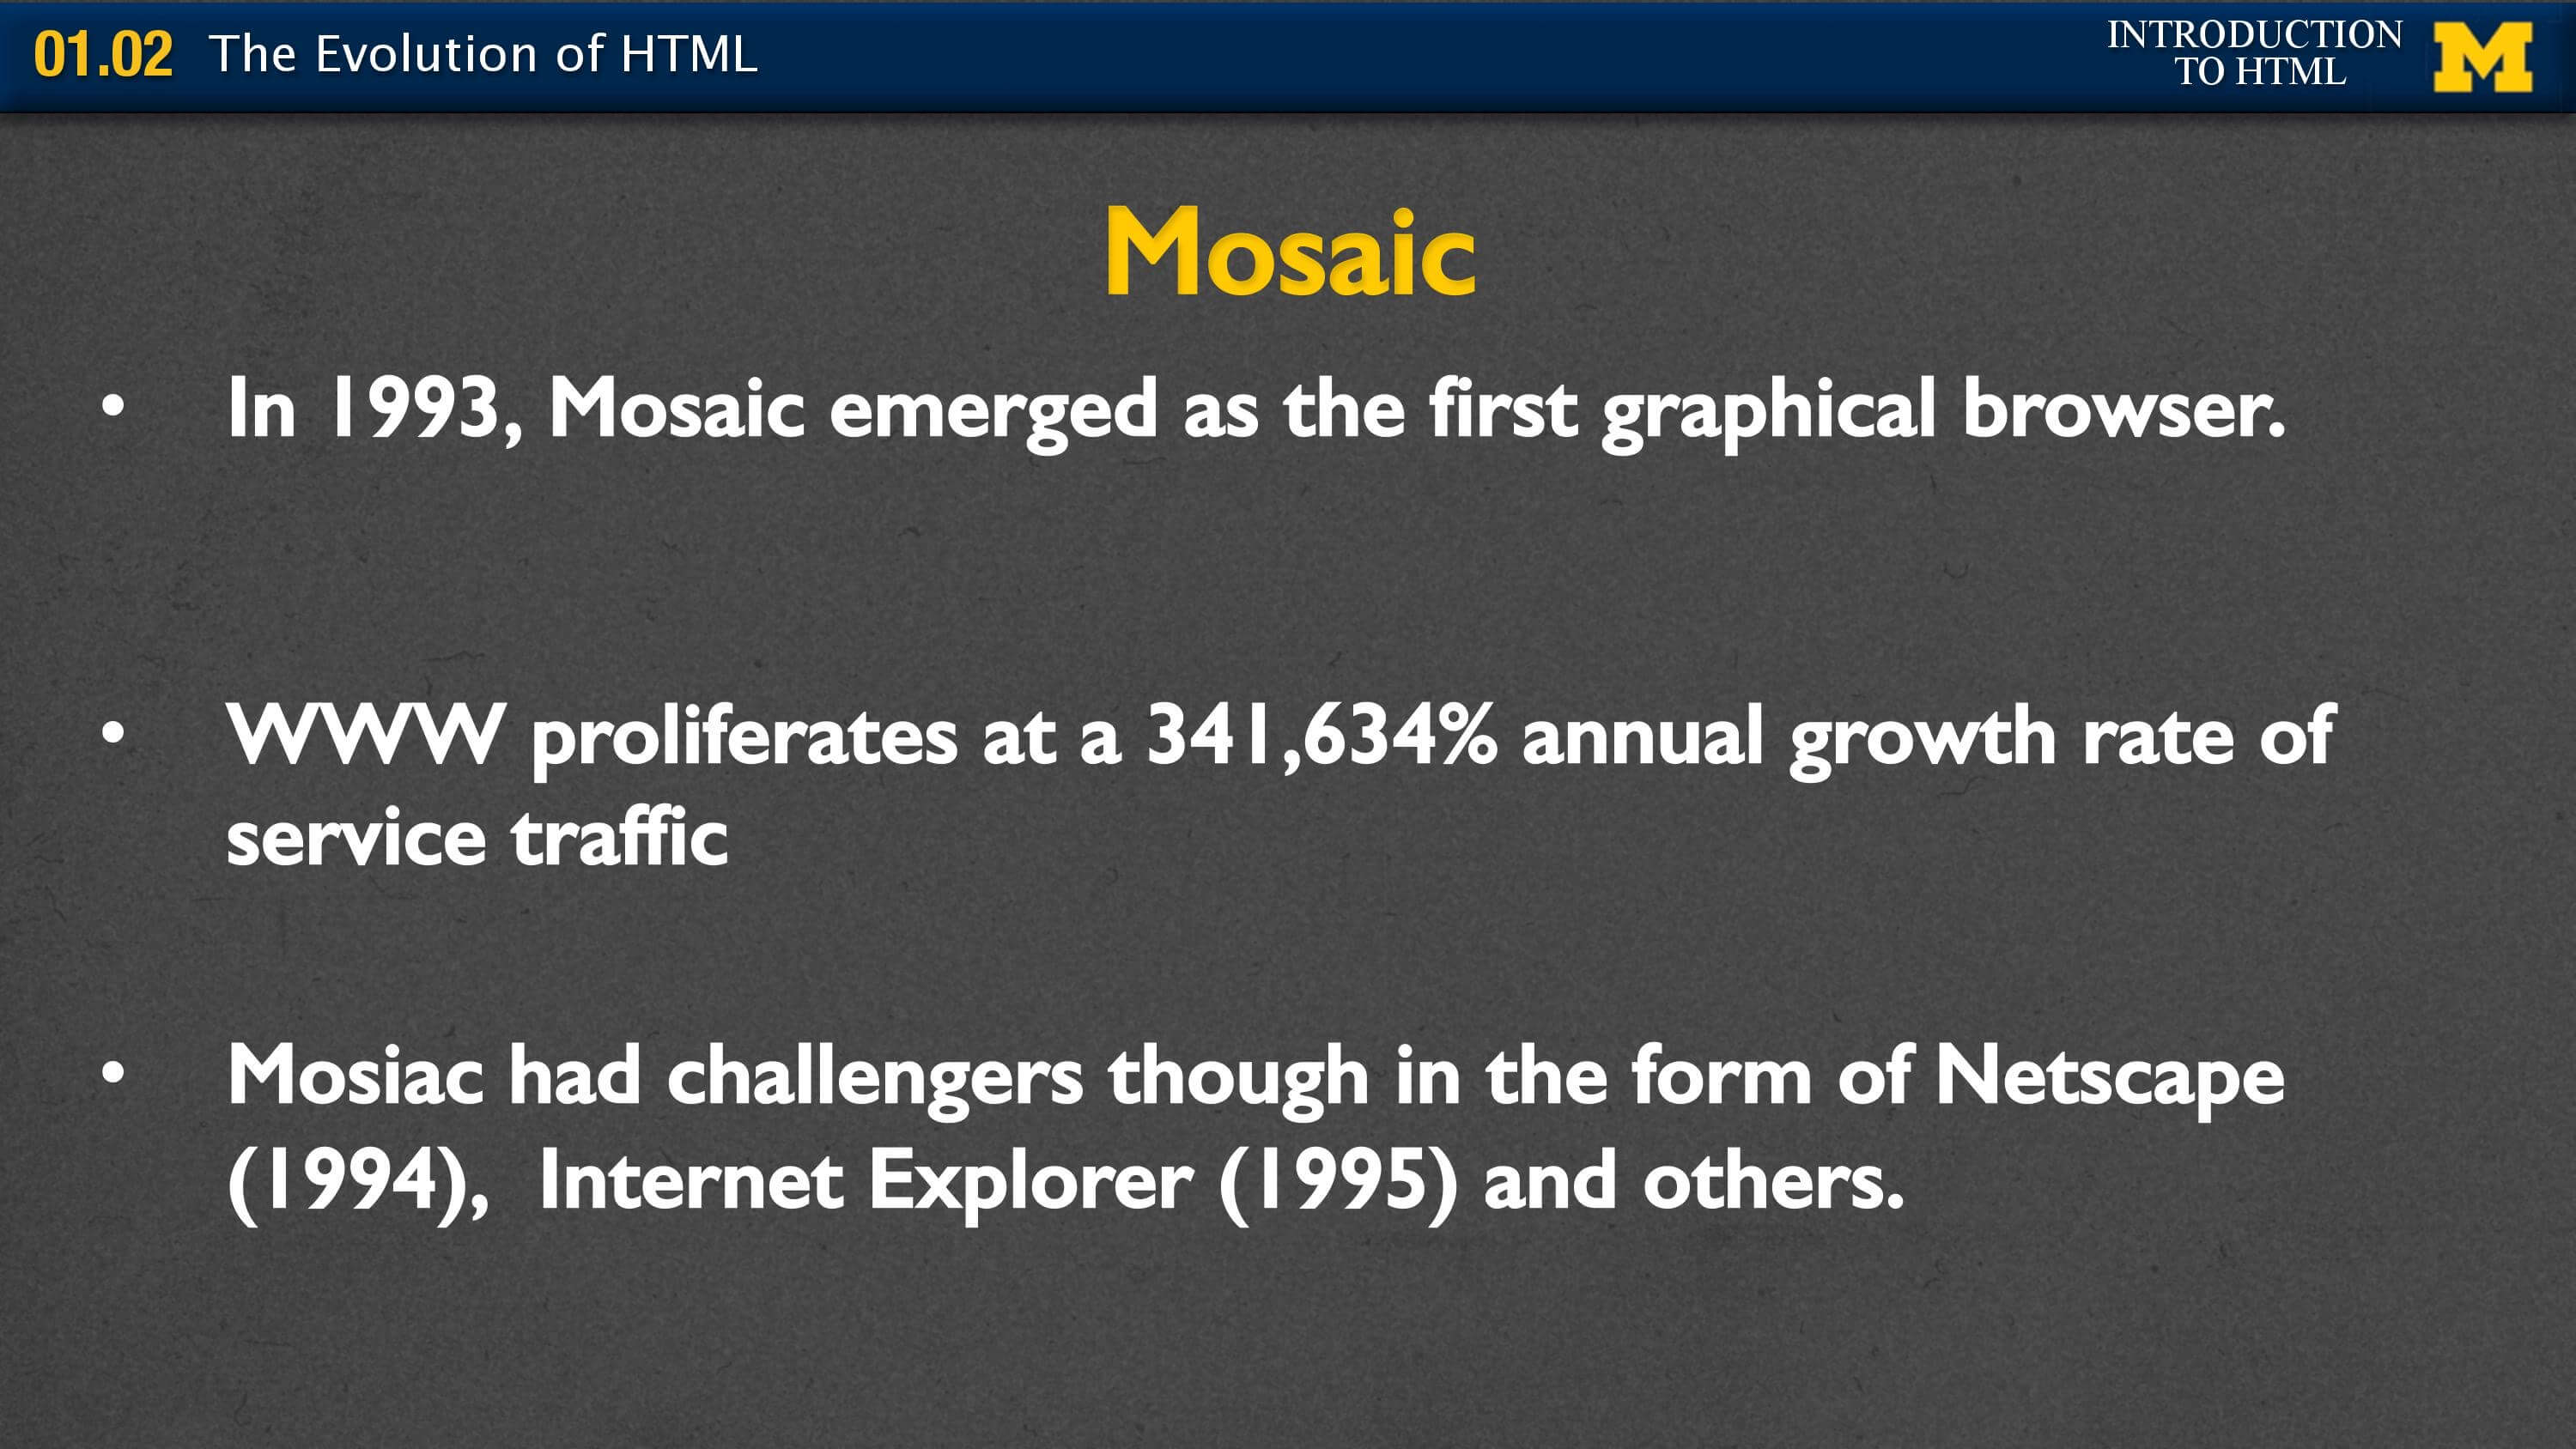 01.02 The Evolution of HTML
INTRODUCTION
TO HTML
M
Mosaic
• In 1993, Mosaic emerged as the first graphical browser.
• WWW proliferates at a 341,634% annual growth rate of
service traffic
• Mosiac had challengers though in the form of Netscape
(1994),  Internet Explorer (1995) and others.